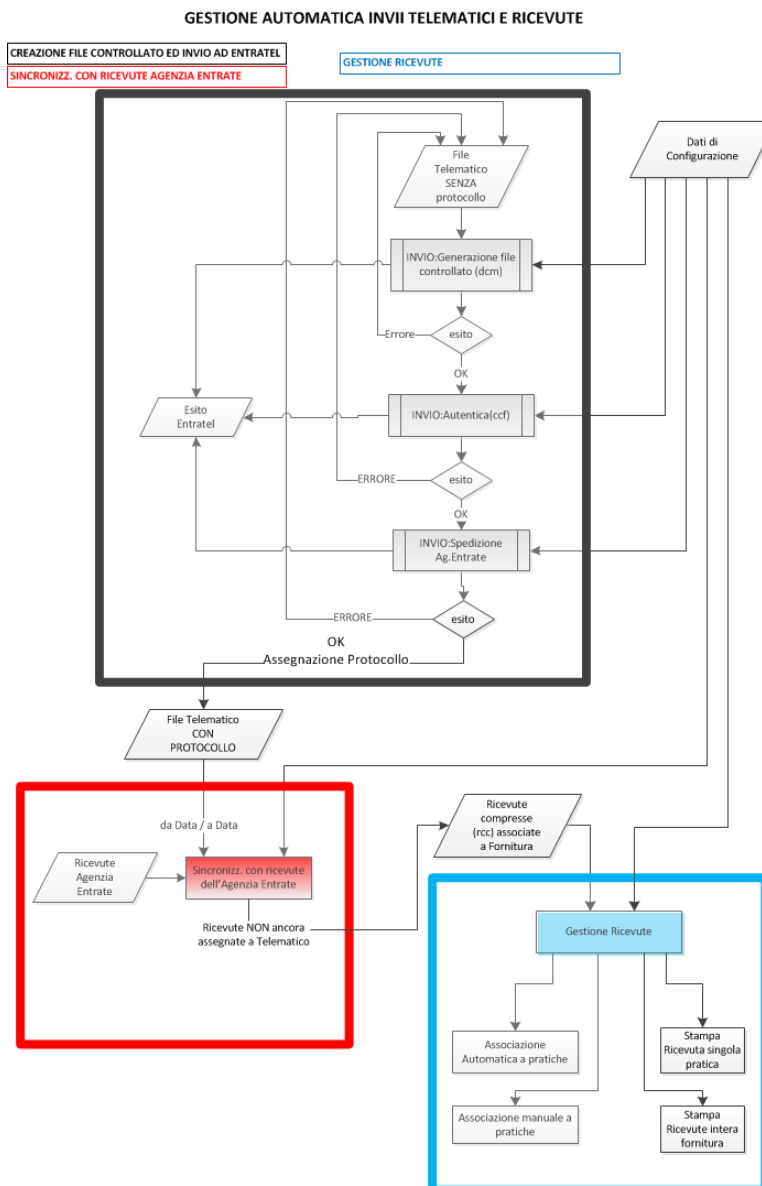 GESTIONE AUTOMATICA INVII TELEMATICI E RICEVUTE
CREAZIONE FILE CONTROLLATO ED INVIO AD ENTRATEL
SINCRONIZZ. CON RICEVUTE AGENZIA ENTRATE
GESTIONE RICEVUTE
File
Telematico
SENZA
protocollo
Dati di
Configurazione
INVIO:Generazione file
controllato (dcm)
Errore
esito
OK
Esito
Entratel
INVIO:Autentica(ccf)
ERRORE
esito
OK
INVIO:Spedizione
Ag.Entrate
ERRORE
esito
OK
Assegnazione Protocollo
File Telematico
CON
PROTOCOLLO
da Data / a Data
Ricevute
Agenzia
Entrate
Sincronizz. con ricevute
dell'Agenzia Entrate
Ricevute NON ancora
assegnate a Telematico
Ricevute
compresse
(rcc) associate
a Fornitura
Gestione Ricevute
Associazione
Automatica a pratiche
Stampa
Ricevuta singola
pratica
Associazione manuale a
pratiche
Stampa
Ricevute intera
fornitura